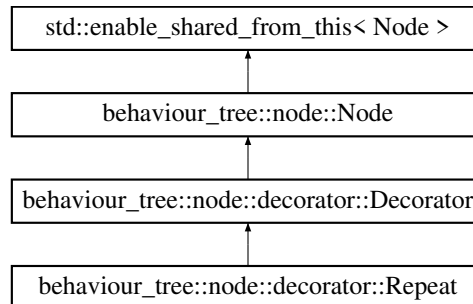 std::enable_shared_from_this< Node >
behaviour_tree::node::Node
behaviour_tree::node::decorator::Decorator
behaviour_tree::node::decorator::Repeat